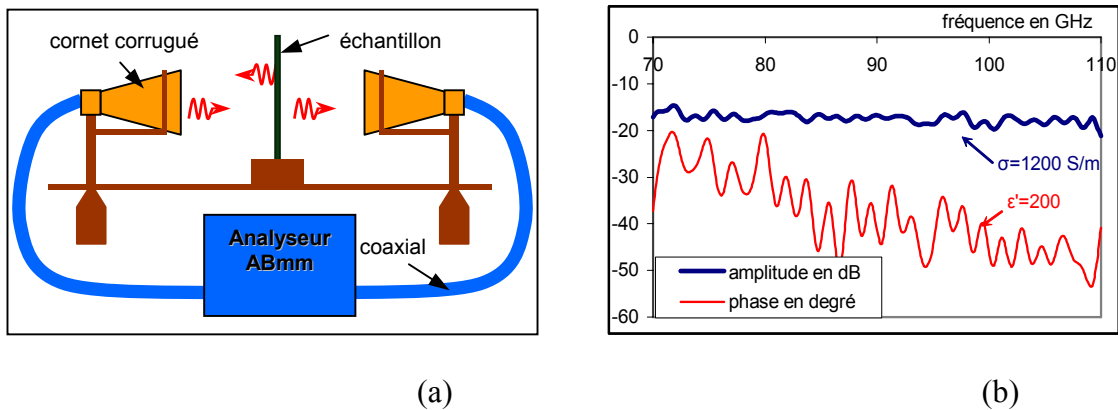 cornet corrugué
échantillon
Analyseur
ABmm
coaxial
(a)
fréquence en GHz
0
70
80
90
100
110
-10
-20
σ=1200 S/m
-30
ε'=200
-40
-50
amplitude en dB
phase en degré
-60
(b)